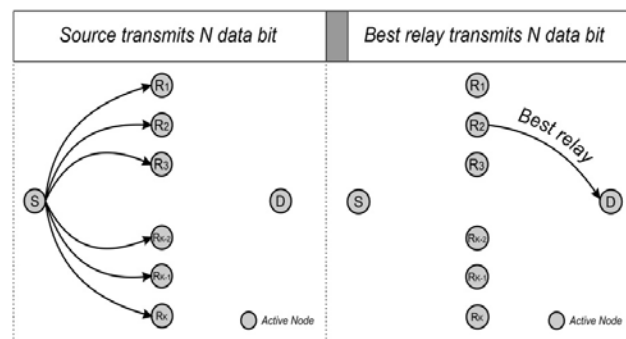 Source transmits N data bit
Best relay transmits N data bit
R1
R2
R3
S
D
RK-2
RK-1
RK
Active Node
R1
R2
Best relay
R3
S
D
RK-2
RK-1
RK
Active Node